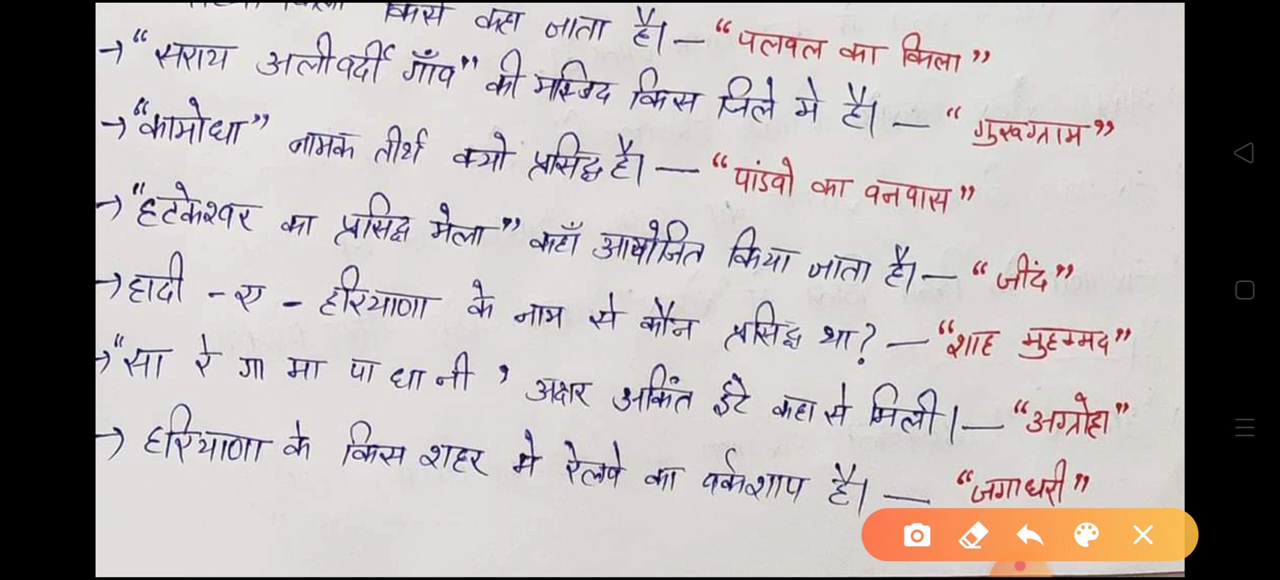 किसे कहा जाता है। — “पलवल का किला”
→ “सराय अलीवर्दी गाँव” की मस्जिद किस जिले मे है। — “गुरुग्राम”
→ “कामोधा” नामक तीर्थ क्यो प्रसिद्ध है। — “पांडवो का वनवास”
→ “हटकेश्वर का प्रसिद्ध मेला” कहाँ आयोजित किया जाता है। — “जींद”
→ हादी - ए - हरियाणा के नाम से कौन प्रसिद्ध था? — “शाह मुहम्मद”
→ “सा रे गा मा पा धा नी’ अक्षर अकिंत ईटे कहा से मिली। — “अग्रोहा”
→ हरियाणा के किस शहर मे रेलवे का वर्कशाप है। — “जगाधरी”